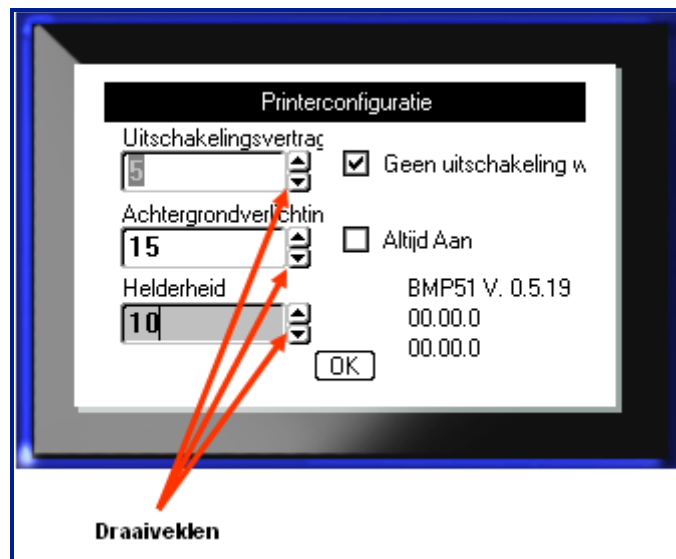 Printerconfiguratie
Uitschakelingsvertrag
5
Geen uitschakeling w
Achtergrondverlichtin
15
Altijd Aan
Helderheid
10
BMP51 V. 0.5.19
00.00.0
00.00.0
OK
Draaivelden